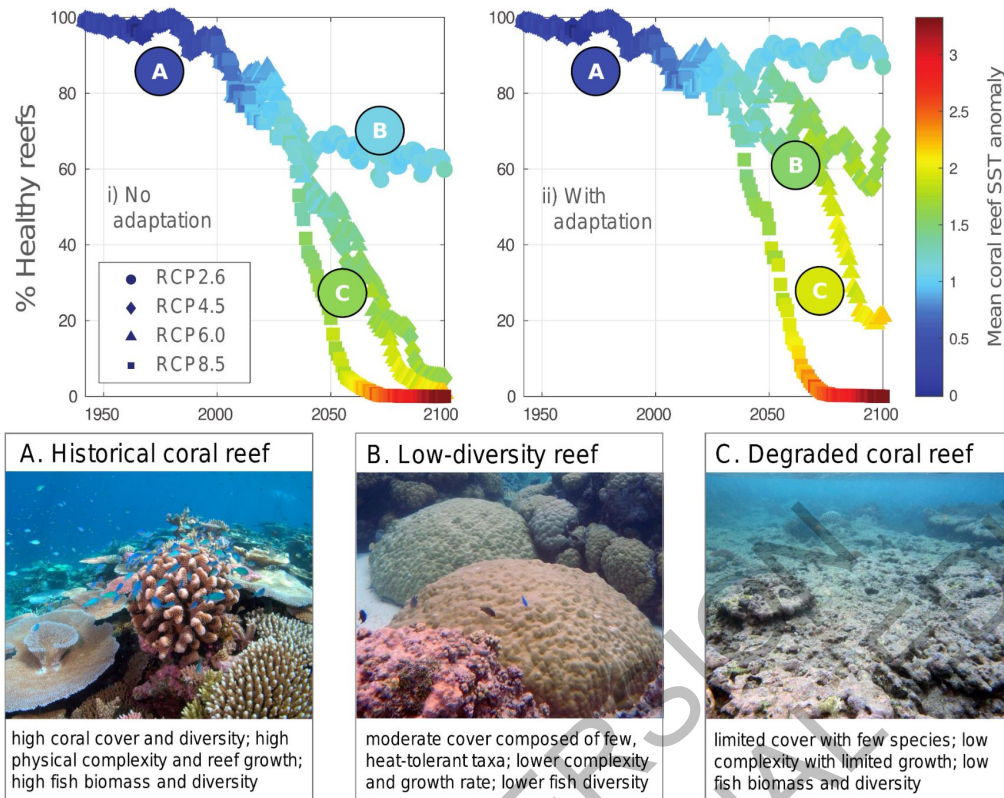 % Healthy reefs
100
80
60
40
20
0
1950
2000
2050
2100
A
B
C
i) No
adaptation
RCP2.6
RCP4.5
RCP6.0
RCP8.5
100
80
60
40
20
0
1950
2000
2050
2100
A
B
C
ii) With
adaptation
3
2.5
2
1.5
1
0.5
0
Mean coral reef SST anomaly
A. Historical coral reef
high coral cover and diversity; high
physical complexity and reef growth;
high fish biomass and diversity
B. Low-diversity reef
moderate cover composed of few,
heat-tolerant taxa; lower complexity
and growth rate; lower fish diversity
C. Degraded coral reef
limited cover with few species; low
complexity with limited growth; low
fish biomass and diversity